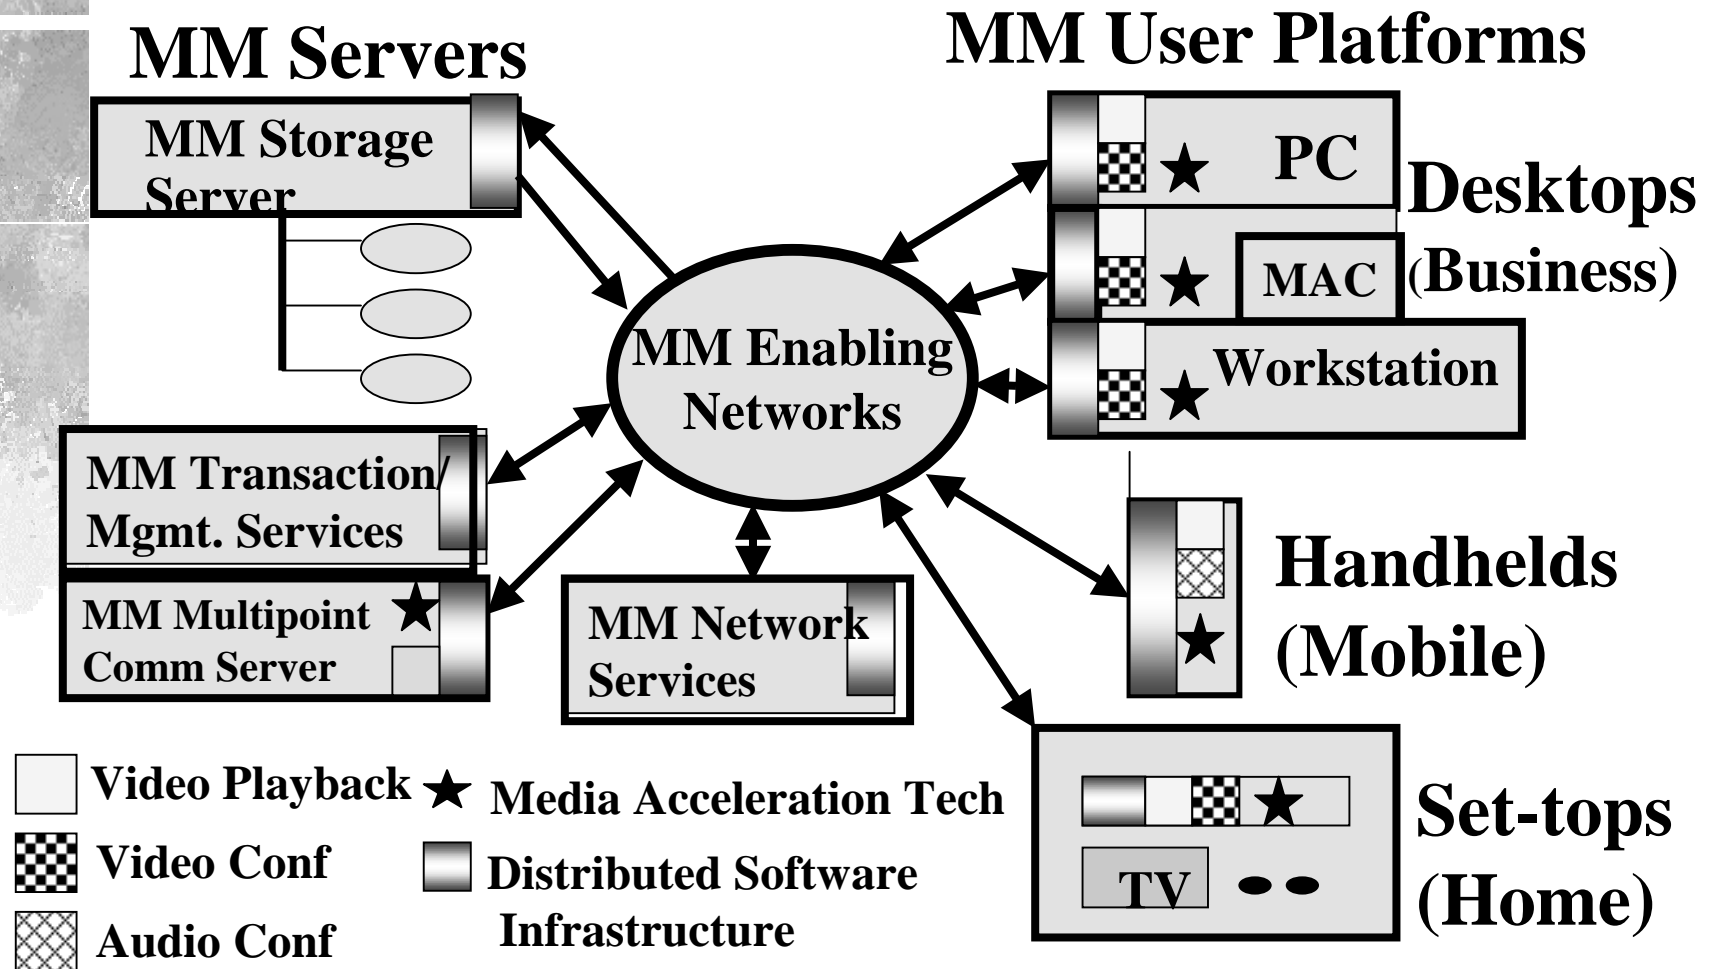 MM Servers
MM User Platforms
MM Storage
Server
PC
Desktops
(Business)
MAC
Workstation
MM Enabling
Networks
MM Transaction/
Mgmt. Services
MM Multipoint
Comm Server
MM Network
Services
Handhelds
(Mobile)
Set-tops
(Home)
TV
Video Playback
Media Acceleration Tech
Video Conf
Distributed Software
Infrastructure
Audio Conf